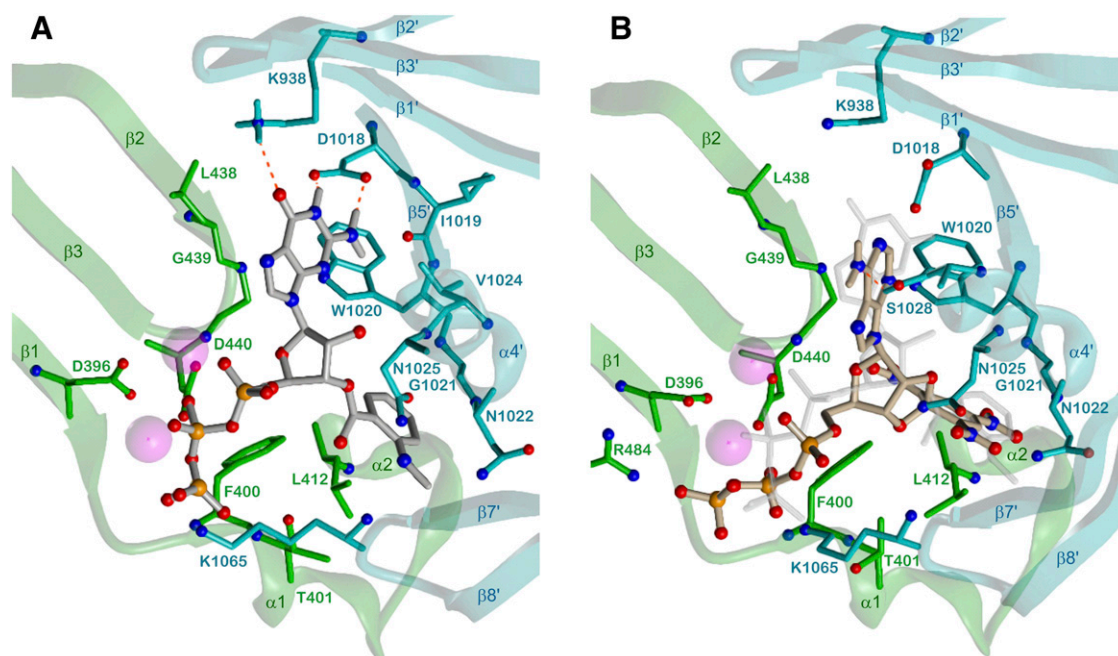 A
β2'
K938
β3'
β1'
D1018
β2
L438
β5'
I1019
β3
G439
V1024
W1020
α4'
D440
β1
N1025
D396
G1021
N1022
α2
F400
L412
β7'
K1065
T401
α1
β8'
B
β2'
β3'
K938
β1'
D1018
β2
L438
β5'
W1020
β3
G439
S1028
α4'
β1
D440
N1025
D396
G1021
N1022
R484
α2
L412
F400
β7'
K1065
T401
β8'
α1